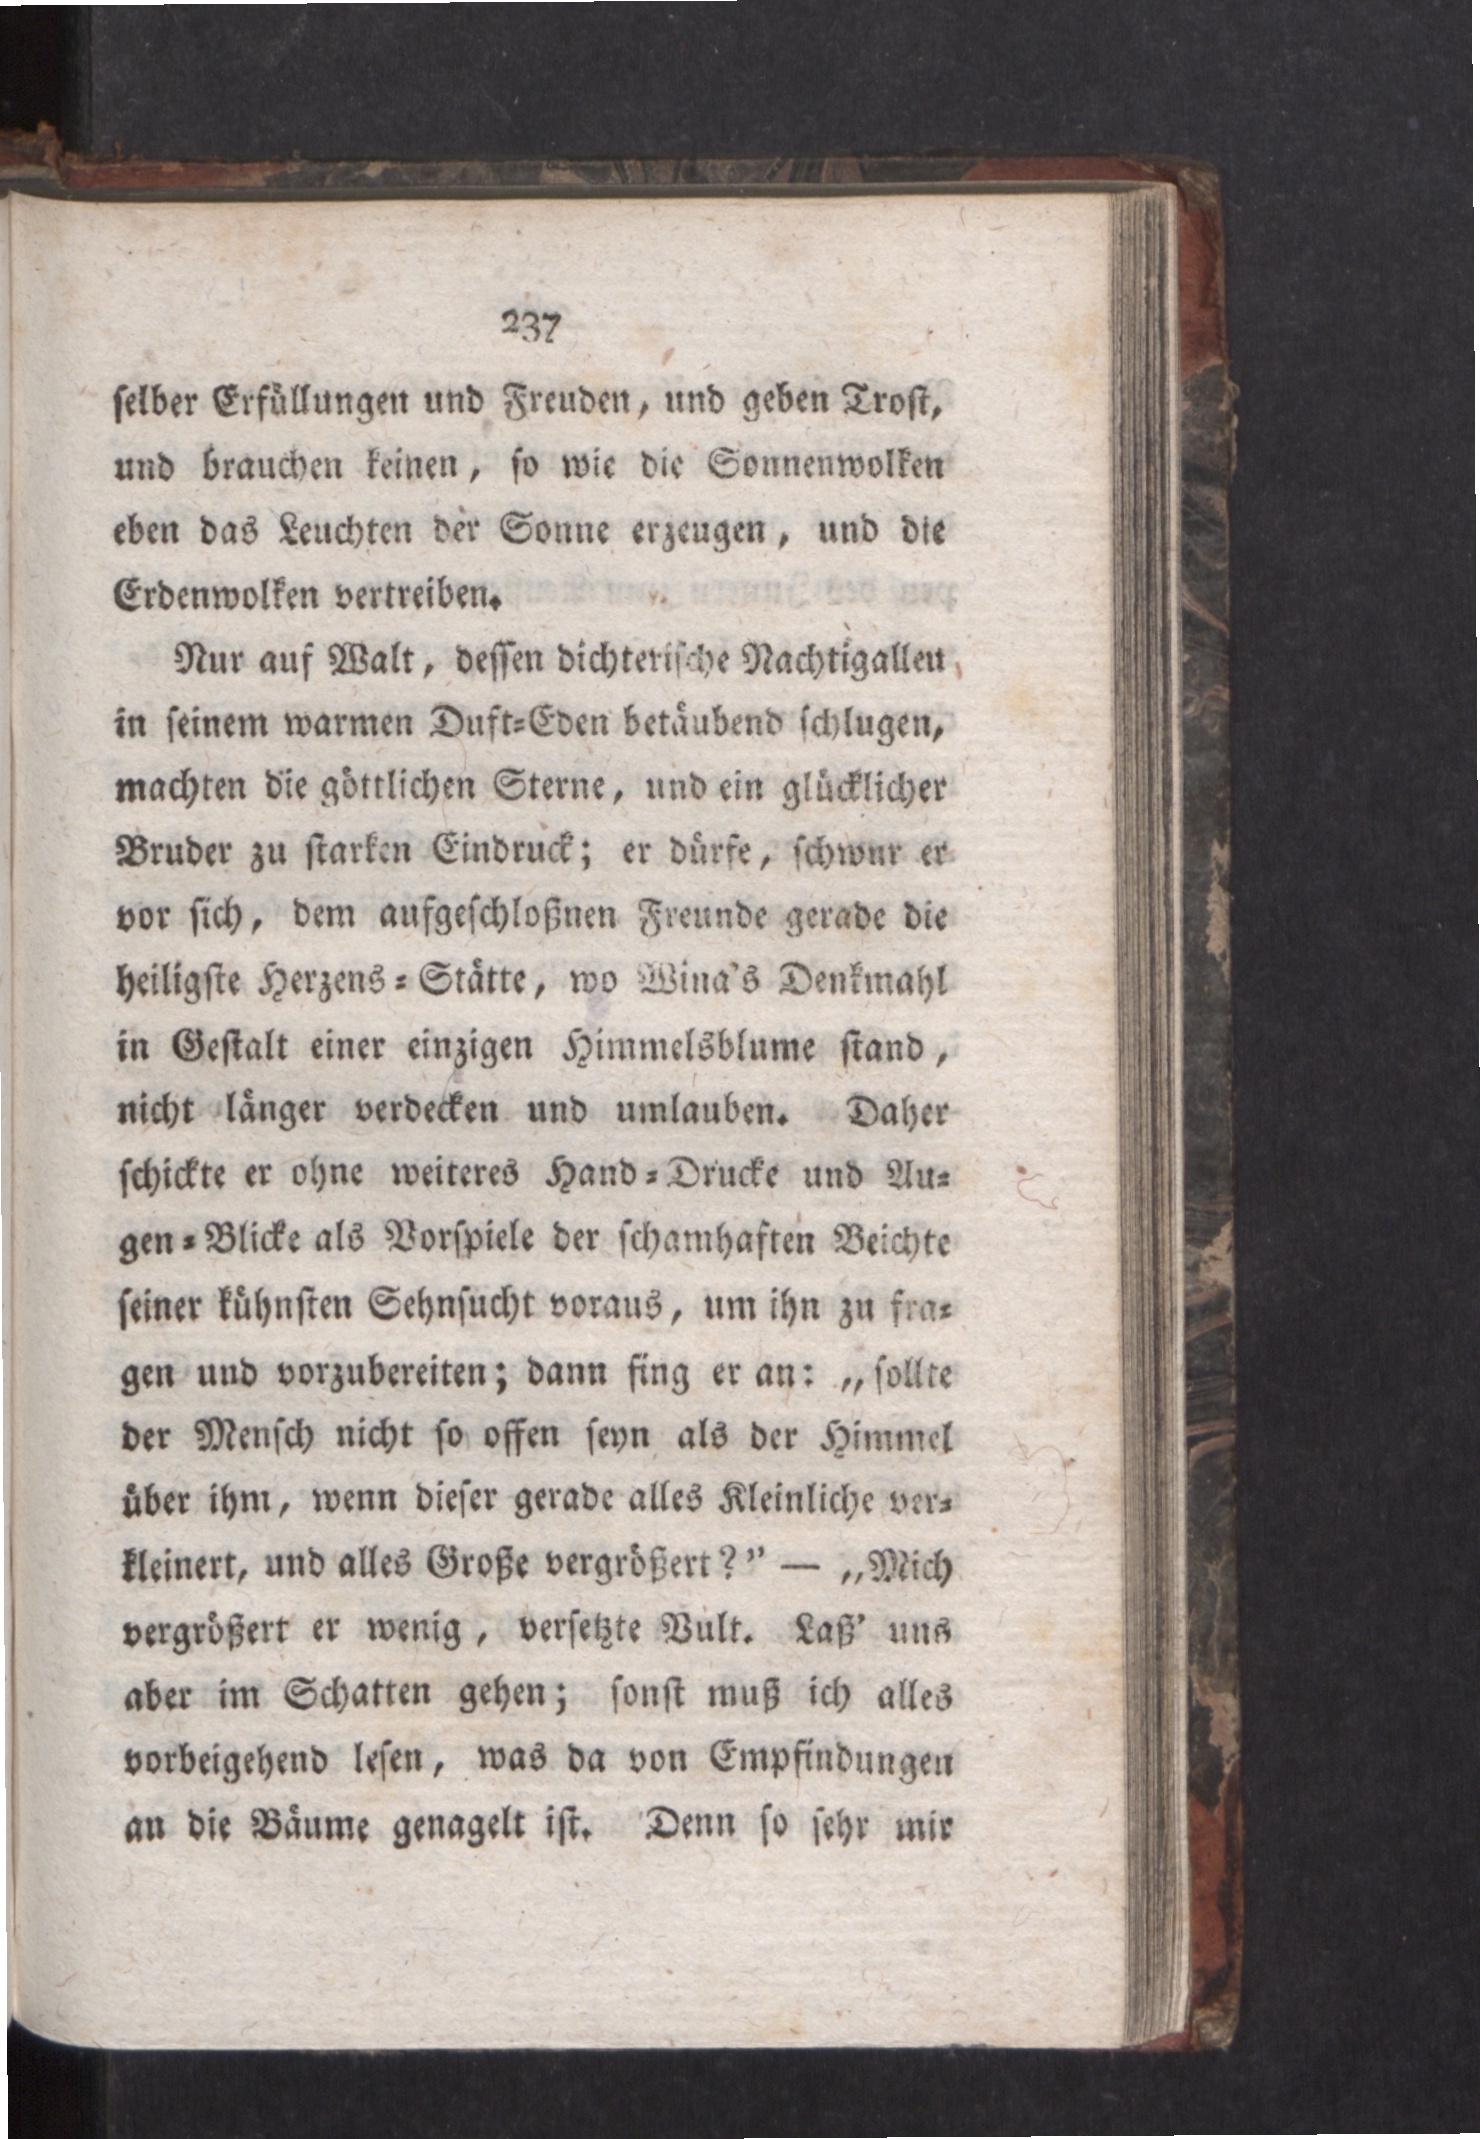 237
ſelber Erfüllungen und Freuden, und geben Troſt,
und brauchen keinen, ſo wie die Sonnenwolken
eben das Leuchten der Sonne erzeugen, und die
Erdenwolken vertreiben.
Nur auf Walt, deſſen dichteriſche Nachtigallen
in ſeinem warmen Duft⸗Eden betäubend ſchlugen,
machten die göttlichen Sterne, und ein glücklicher
Bruder zu ſtarken Eindruck; er dürfe, ſchwur er
vor ſich, dem aufgeſchloßnen Freunde gerade die
heiligſte Herzens⸗Stätte, wo Wina's Denkmahl
in Geſtalt einer einzigen Himmelsblume ſtand,
nicht länger verdecken und umlauben. Daher
ſchickte er ohne weiteres Hand⸗Drucke und Au⸗
gen⸗Blicke als Vorſpiele der ſchamhaften Beichte
ſeiner kühnſten Sehnſucht voraus, um ihn zu fra⸗
gen und vorzubereiten; dann fing er an: „ſollte
der Menſch nicht ſo offen ſeyn als der Himmel
über ihm, wenn dieſer gerade alles Kleinliche ver⸗
kleinert, und alles Große vergrößert?” — „Mich
vergrößert er wenig, verſetzte Vult. Laß' uns
aber im Schatten gehen; ſonſt muß ich alles
vorbeigehend leſen, was da von Empfindungen
an die Bäume genagelt iſt. Denn ſo ſehr mir